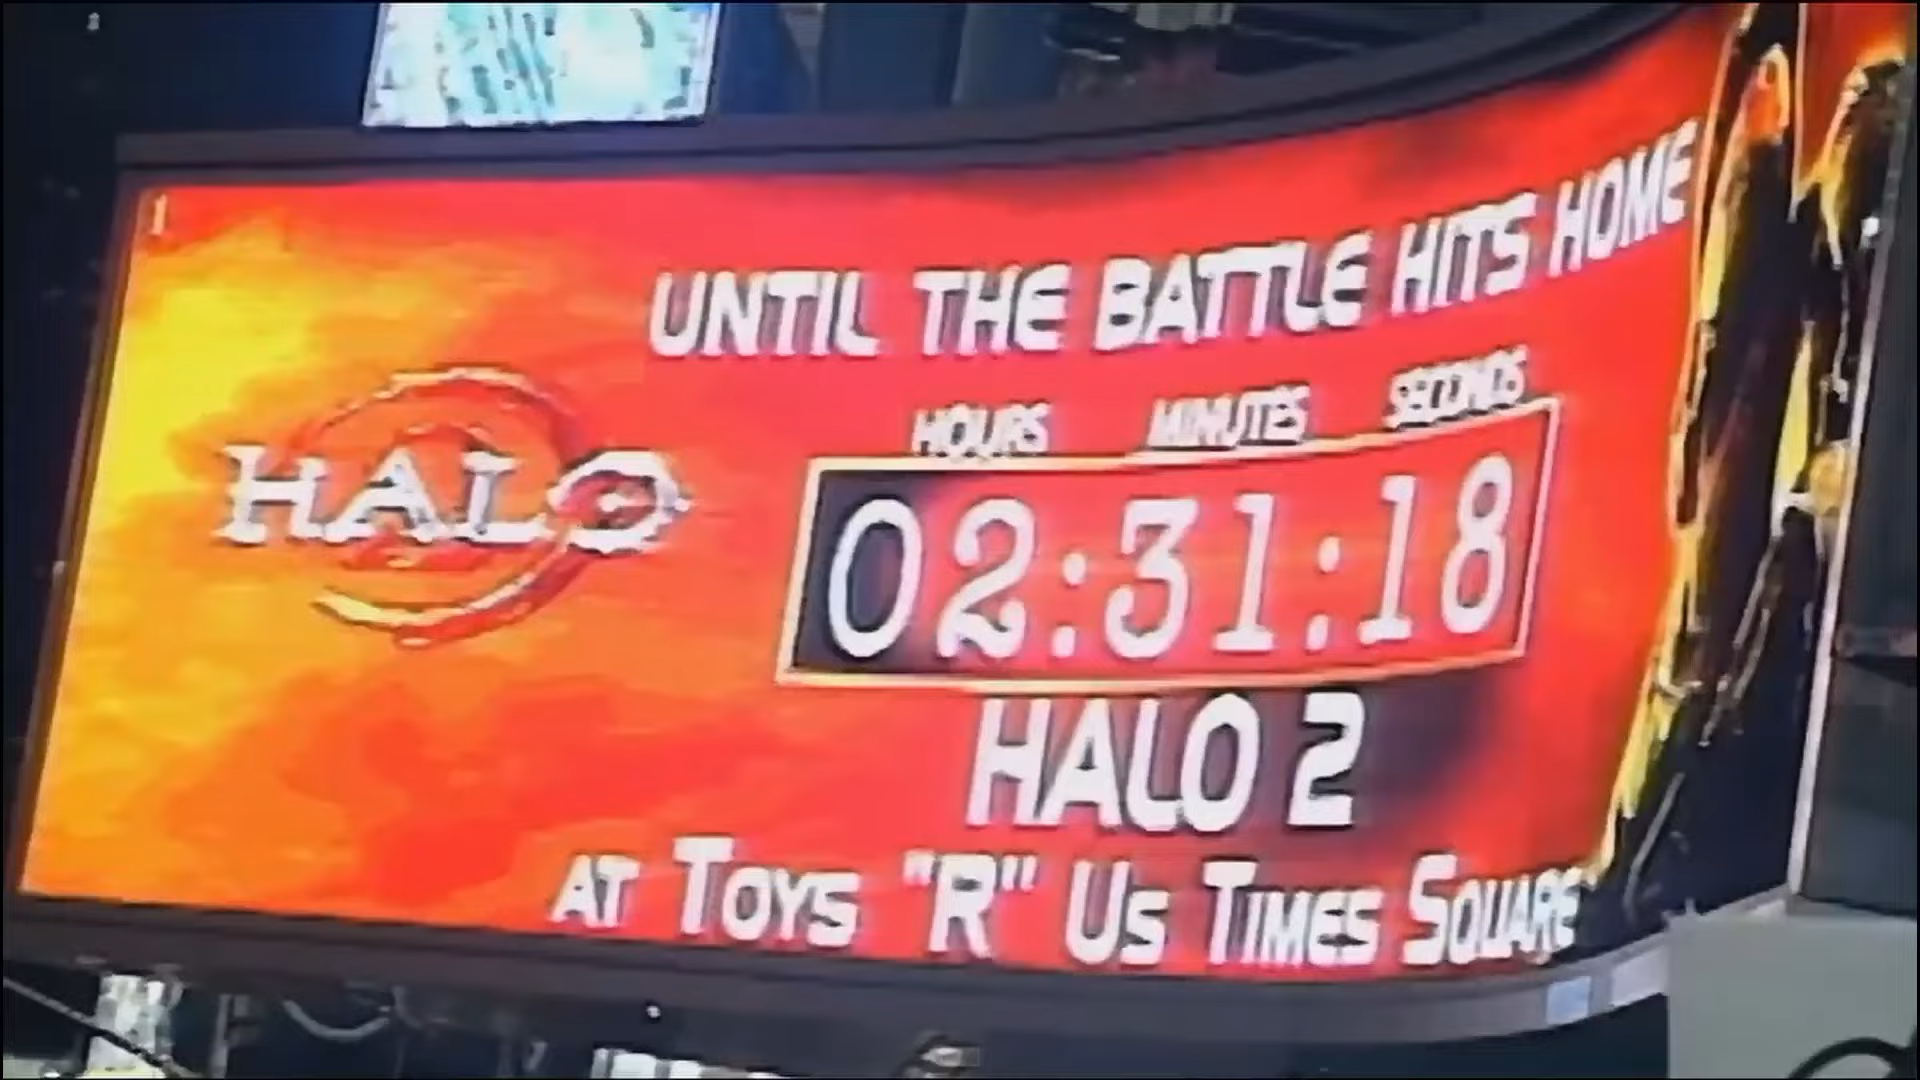 1
UNTIL THE BATTLE HITS HOME
HALO
HOURS MINUTES SECONDS
02:31:18
HALO 2
AT TOYS "R" US TIMES SQUARE